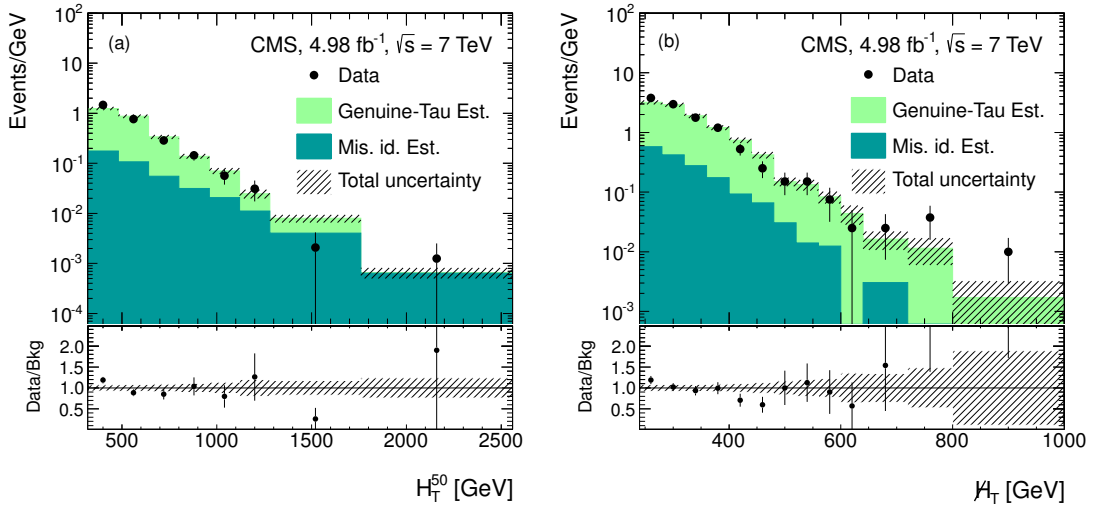 (a) CMS, 4.98 fb⁻¹, √s = 7 TeV
Events/GeV
10²
10
1
10⁻¹
10⁻²
10⁻³
10⁻⁴
Data
Genuine-Tau Est.
Mis. id. Est.
Total uncertainty
Data/Bkg
2.0
1.5
1.0
0.5
500 1000 1500 2000 2500
H_T^50 [GeV]
(b) CMS, 4.98 fb⁻¹, √s = 7 TeV
Events/GeV
10²
10
1
10⁻¹
10⁻²
10⁻³
Data
Genuine-Tau Est.
Mis. id. Est.
Total uncertainty
Data/Bkg
2.0
1.5
1.0
0.5
400 600 800 1000
H̸_T [GeV]